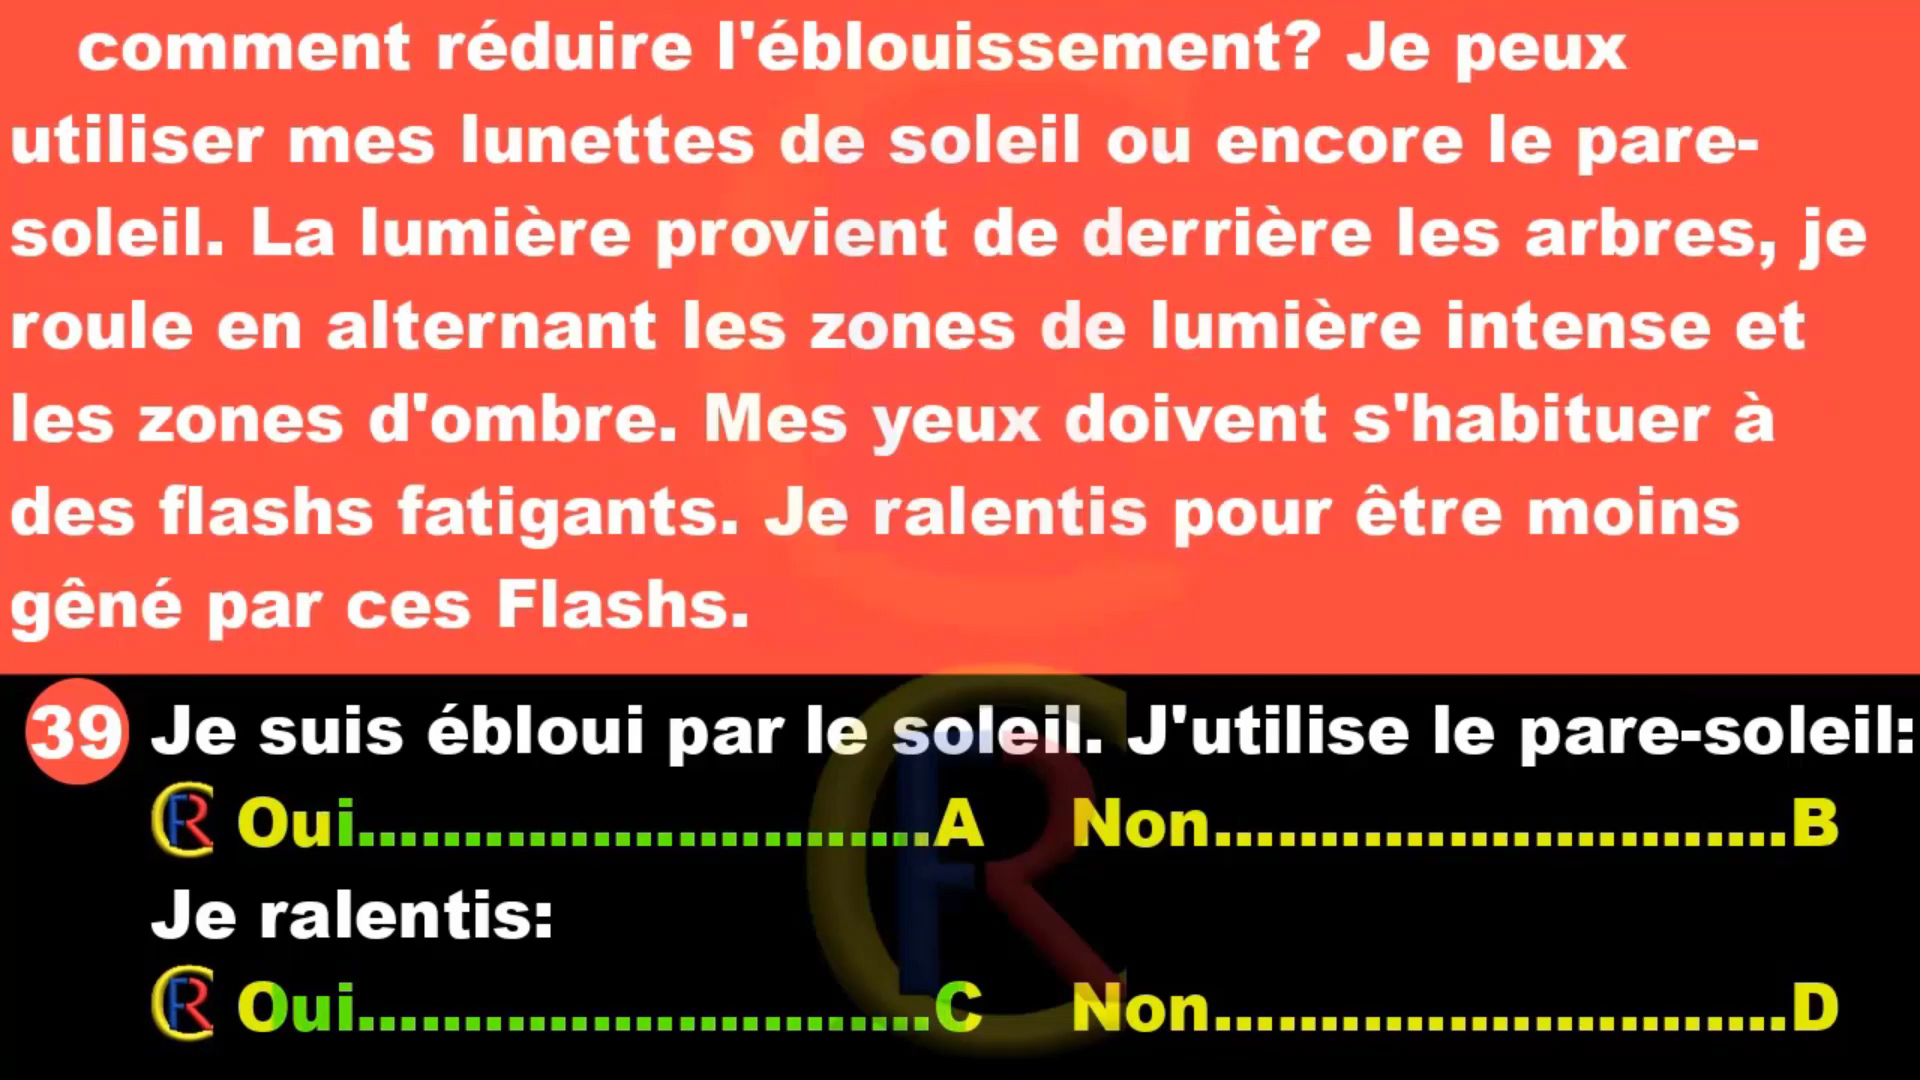 comment réduire l'éblouissement? Je peux
utiliser mes lunettes de soleil ou encore le pare-
soleil. La lumière provient de derrière les arbres, je
roule en alternant les zones de lumière intense et
les zones d'ombre. Mes yeux doivent s'habituer à
des flashs fatigants. Je ralentis pour être moins
gêné par ces Flashs.
39 Je suis ébloui par le soleil. J'utilise le pare-soleil:
CFR Oui...........................A Non...........................B
Je ralentis:
CFR Oui...........................C Non...........................D